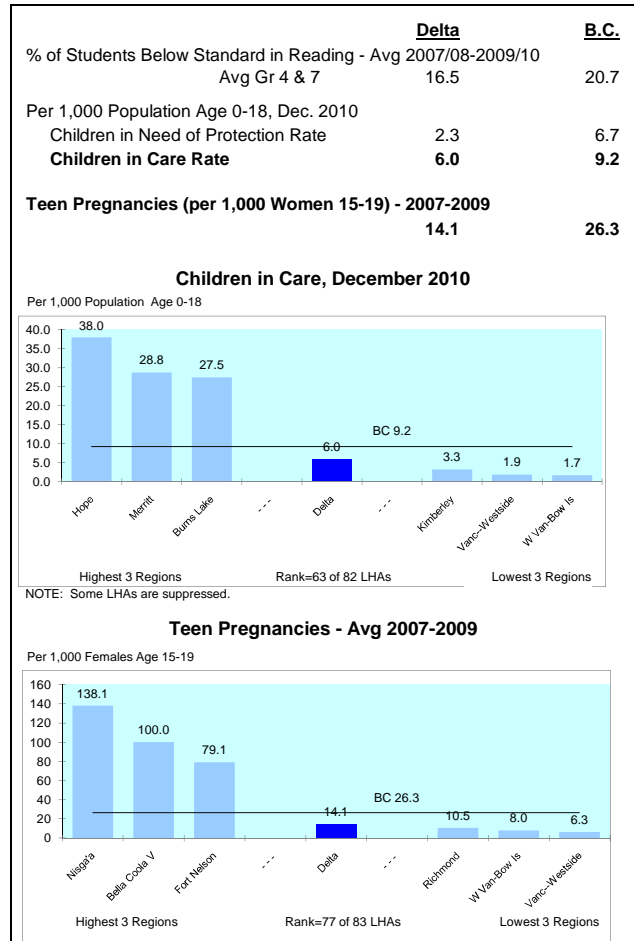 Delta B.C.
% of Students Below Standard in Reading - Avg 2007/08-2009/10
Avg Gr 4 & 7 16.5 20.7
Per 1,000 Population Age 0-18, Dec. 2010
Children in Need of Protection Rate 2.3 6.7
Children in Care Rate 6.0 9.2
Teen Pregnancies (per 1,000 Women 15-19) - 2007-2009
14.1 26.3
Children in Care, December 2010
Per 1,000 Population Age 0-18
40.0
35.0
30.0
25.0
20.0
15.0
10.0
5.0
0.0
38.0
28.8
27.5
BC 9.2
6.0
3.3
1.9
1.7
Hope
Merritt
Burns Lake
- - -
Delta
- - -
Kimberley
Vanc--Westside
W Van-Bow Is
Highest 3 Regions Rank=63 of 82 LHAs Lowest 3 Regions
NOTE: Some LHAs are suppressed.
Teen Pregnancies - Avg 2007-2009
Per 1,000 Females Age 15-19
160
140
120
100
80
60
40
20
0
138.1
100.0
79.1
BC 26.3
14.1
10.5
8.0
6.3
Nisga'a
Bella Coola V
Fort Nelson
- - -
Delta
- - -
Richmond
W Van-Bow Is
Vanc--Westside
Highest 3 Regions Rank=77 of 83 LHAs Lowest 3 Regions